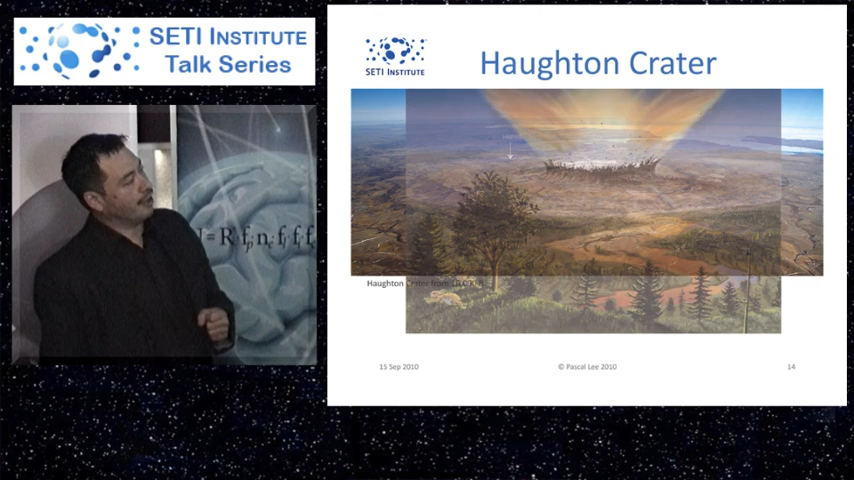 SETI INSTITUTE
Talk Series
SETI INSTITUTE
Haughton Crater
= R f n f f f
p e l i
Haughton Crater from
15 Sep 2010
© Pascal Lee 2010
14